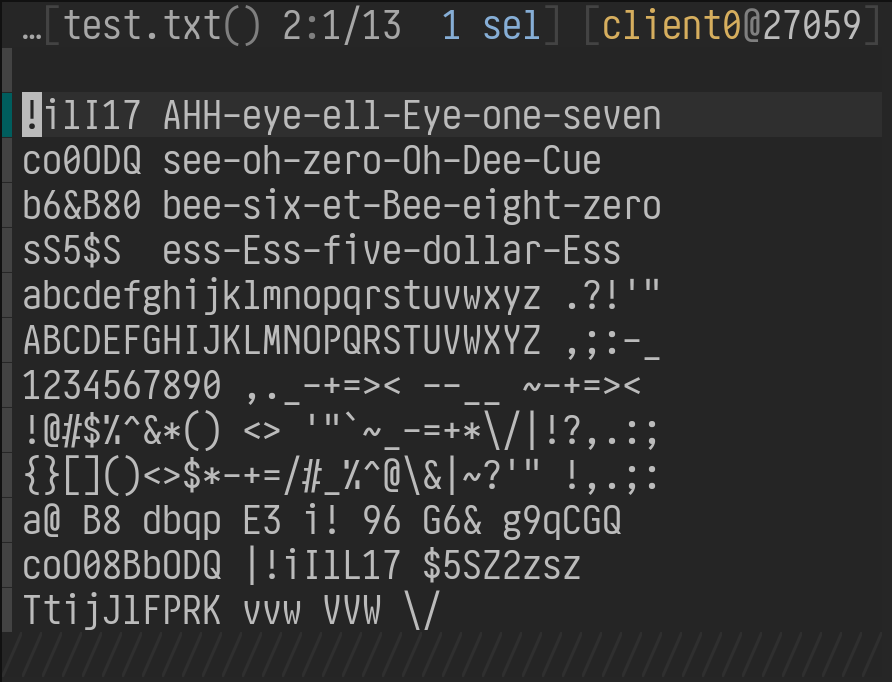 …[test.txt() 2:1/13  1 sel] [client0@27059]
!ilI17 AHH-eye-ell-Eye-one-seven
co0ODQ see-oh-zero-Oh-Dee-Cue
b6&B80 bee-six-et-Bee-eight-zero
sS5$S  ess-Ess-five-dollar-Ess
abcdefghijklmnopqrstuvwxyz .?!'"
ABCDEFGHIJKLMNOPQRSTUVWXYZ ,;:-_
1234567890 ,._-+=>< --__ ~-+=><
!@#$%^&*() <> '"`~_-=+*\/|!?,.:;
{}[]()<>$*-+=/#_%^@\&|~?'" !,.;:
a@ B8 dbqp E3 i! 96 G6& g9qCGQ
coO08BbODQ |!iIlL17 $5SZ2zsz
TtijJlFPRK vvw VVW \/